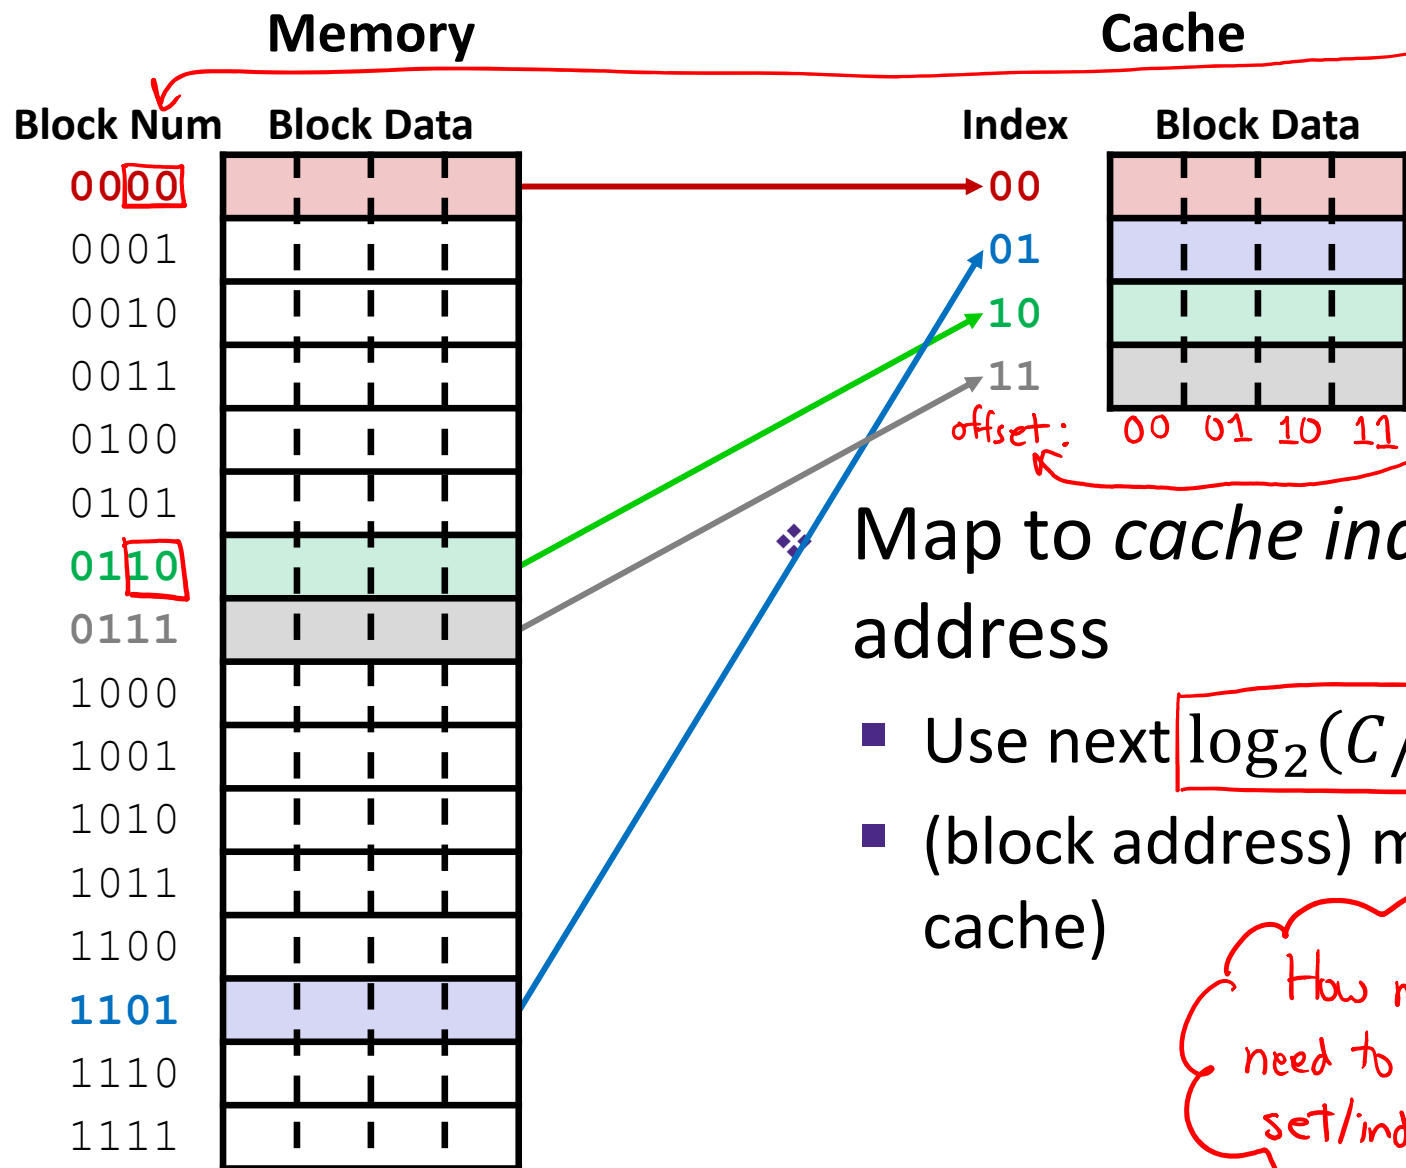 Memory Cache
Block Num Block Data Index Block Data
0000 00
0001 01
0010 10
0011 11
0100 offset: 00 01 10 11
0101
Map to cache
0110
0111 address
1000
1001 Use next log₂(C/
1010
1011 (block address)
1100 cache)
1101 How
1110 need to
1111